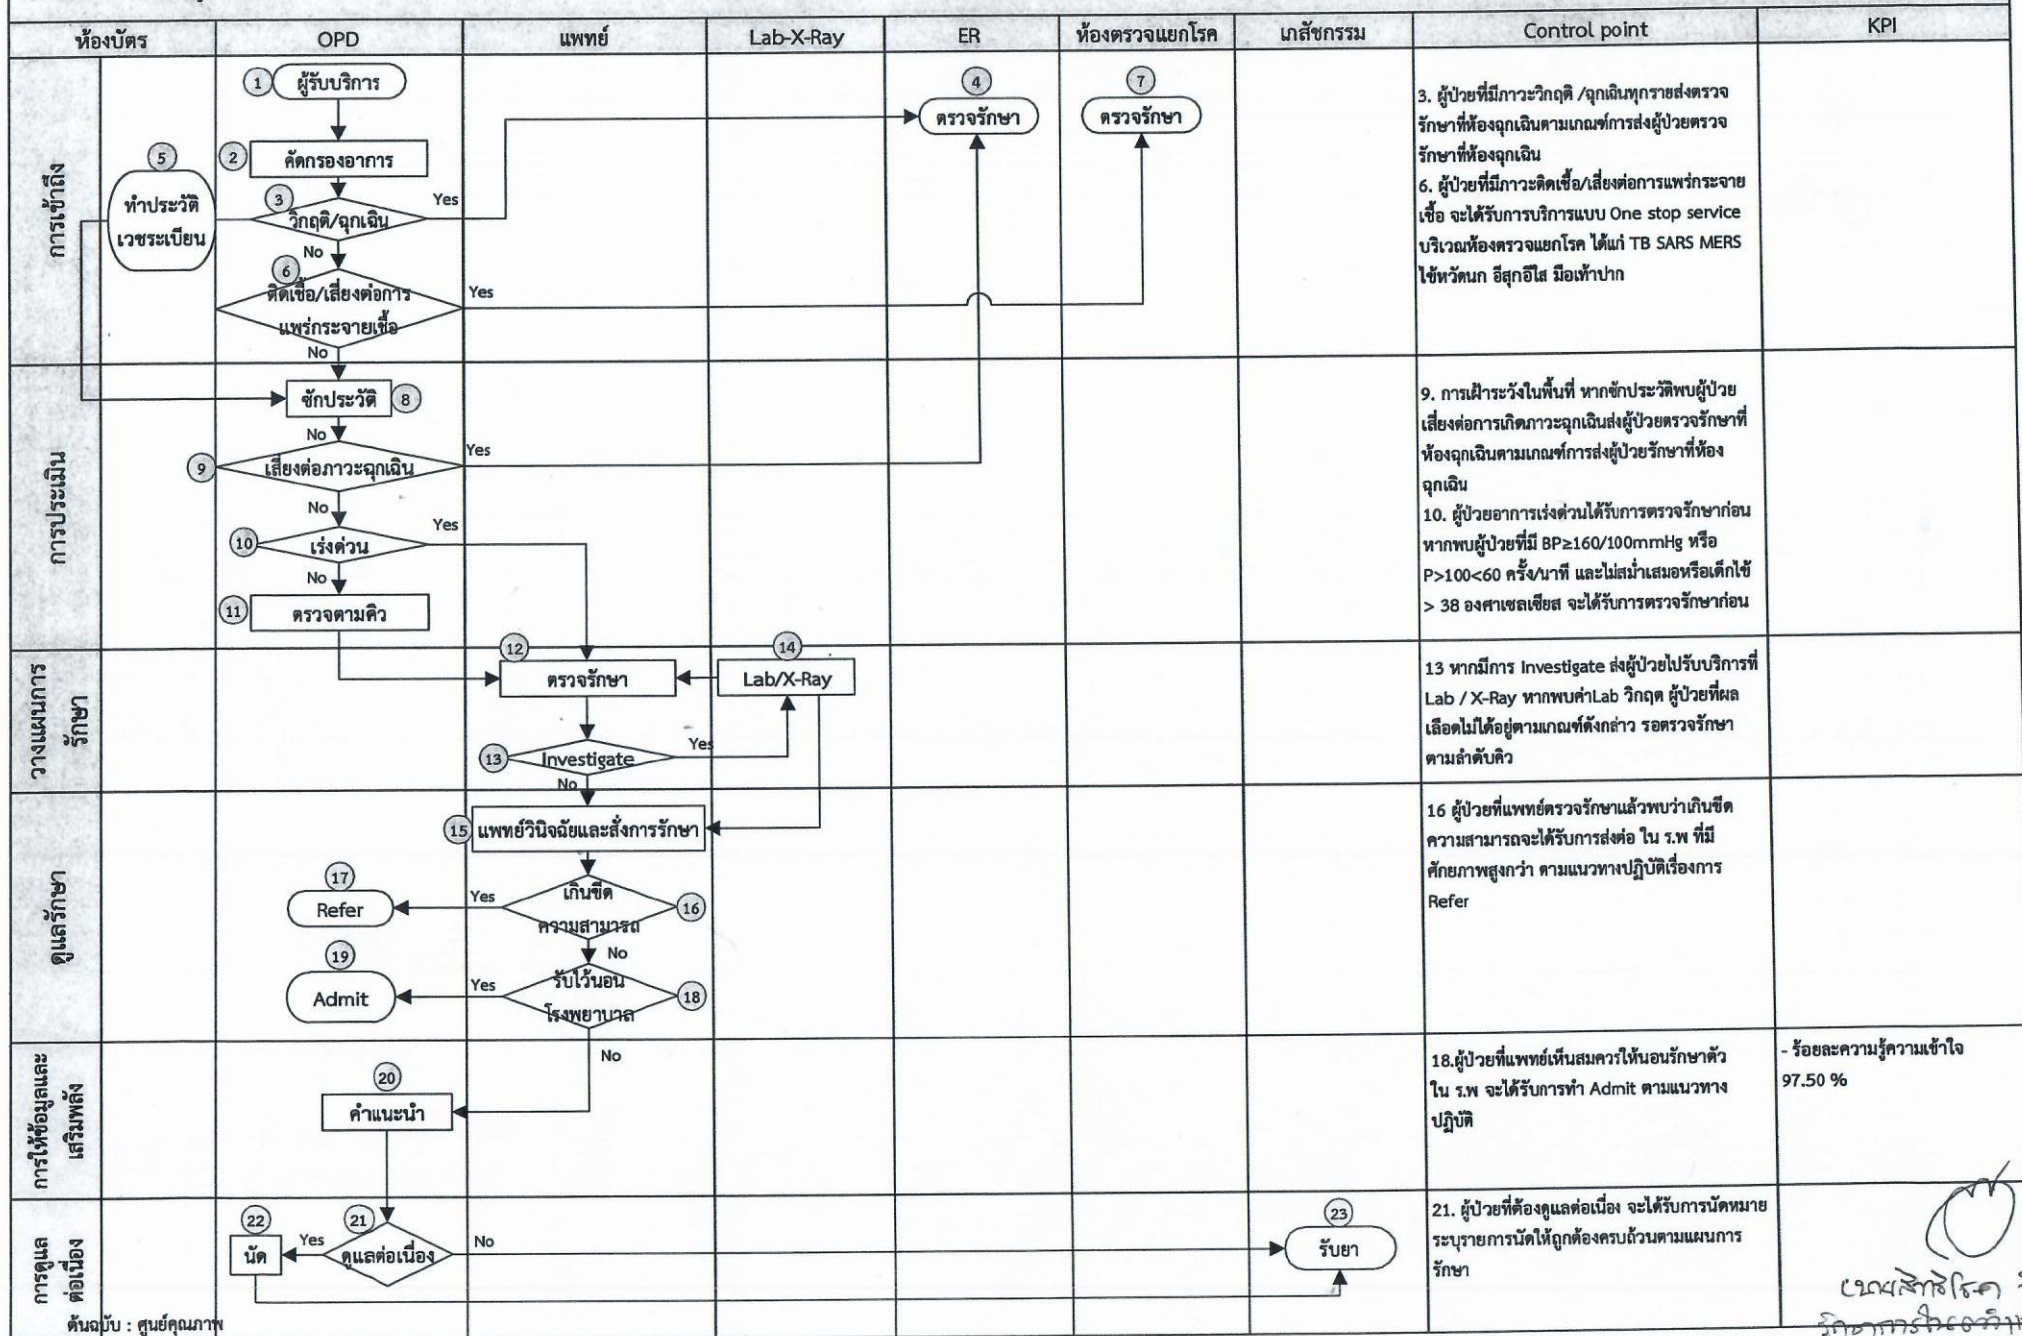 ห้องบัตร OPD แพทย์ Lab-X-Ray ER ห้องตรวจแยกโรค เภสัชกรรม Control point KPI
การเข้าถึง
1 ผู้รับบริการ
2 คัดกรองอาการ
3 วิกฤติ/ฉุกเฉิน
Yes
No
4
ตรวจรักษา
5
ทำประวัติ
เวชระเบียน
6
ติดเชื้อ/เสี่ยงต่อการ
แพร่กระจายเชื้อ
Yes
No
7
ตรวจรักษา
3. ผู้ป่วยที่มีภาวะวิกฤติ /ฉุกเฉินทุกรายส่งตรวจ
รักษาที่ห้องฉุกเฉินตามเกณฑ์การส่งผู้ป่วยตรวจ
รักษาที่ห้องฉุกเฉิน
6. ผู้ป่วยที่มีภาวะติดเชื้อ/เสี่ยงต่อการแพร่กระจาย
เชื้อ จะได้รับการบริการแบบ One stop service
บริเวณห้องตรวจแยกโรค ได้แก่ TB SARS MERS
ไข้หวัดนก อีสุกอีใส มือเท้าปาก
การประเมิน
ซักประวัติ 8
No
9 เสี่ยงต่อภาวะฉุกเฉิน
Yes
No
10 เร่งด่วน
Yes
No
11 ตรวจตามคิว
9. การเฝ้าระวังในพื้นที่ หากซักประวัติพบผู้ป่วย
เสี่ยงต่อการเกิดภาวะฉุกเฉินส่งผู้ป่วยตรวจรักษาที่
ห้องฉุกเฉินตามเกณฑ์การส่งผู้ป่วยรักษาที่ห้อง
ฉุกเฉิน
10. ผู้ป่วยอาการเร่งด่วนได้รับการตรวจรักษาก่อน
หากพบผู้ป่วยที่มี BP≥160/100mmHg หรือ
P>100<60 ครั้ง/นาที และไม่สม่ำเสมอหรือเด็กไข้
> 38 องศาเซลเซียส จะได้รับการตรวจรักษาก่อน
วางแผนการ
รักษา
12
ตรวจรักษา
14
Lab/X-Ray
13 Investigate
Yes
No
13 หากมีการ Investigate ส่งผู้ป่วยไปรับบริการที่
Lab / X-Ray หากพบค่าLab วิกฤต ผู้ป่วยที่ผล
เลือดไม่ได้อยู่ตามเกณฑ์ดังกล่าว รอตรวจรักษา
ตามลำดับคิว
ดูแลรักษา
15 แพทย์วินิจฉัยและสั่งการรักษา
เกินขีด
ความสามารถ
16
Yes
17
Refer
No
รับไว้นอน
โรงพยาบาล
18
Yes
19
Admit
No
16 ผู้ป่วยที่แพทย์ตรวจรักษาแล้วพบว่าเกินขีด
ความสามารถจะได้รับการส่งต่อ ใน ร.พ ที่มี
ศักยภาพสูงกว่า ตามแนวทางปฏิบัติเรื่องการ
Refer
การให้ข้อมูลและ
เสริมพลัง
20
คำแนะนำ
18.ผู้ป่วยที่แพทย์เห็นสมควรให้นอนรักษาตัว
ใน ร.พ จะได้รับการทำ Admit ตามแนวทาง
ปฏิบัติ
- ร้อยละความรู้ความเข้าใจ
97.50 %
การดูแล
ต่อเนื่อง
22
นัด
Yes
21
ดูแลต่อเนื่อง
No
23
รับยา
21. ผู้ป่วยที่ต้องดูแลต่อเนื่อง จะได้รับการนัดหมาย
ระบุรายการนัดให้ถูกต้องครบถ้วนตามแผนการ
รักษา
ต้นฉบับ : ศูนย์คุณภาพ